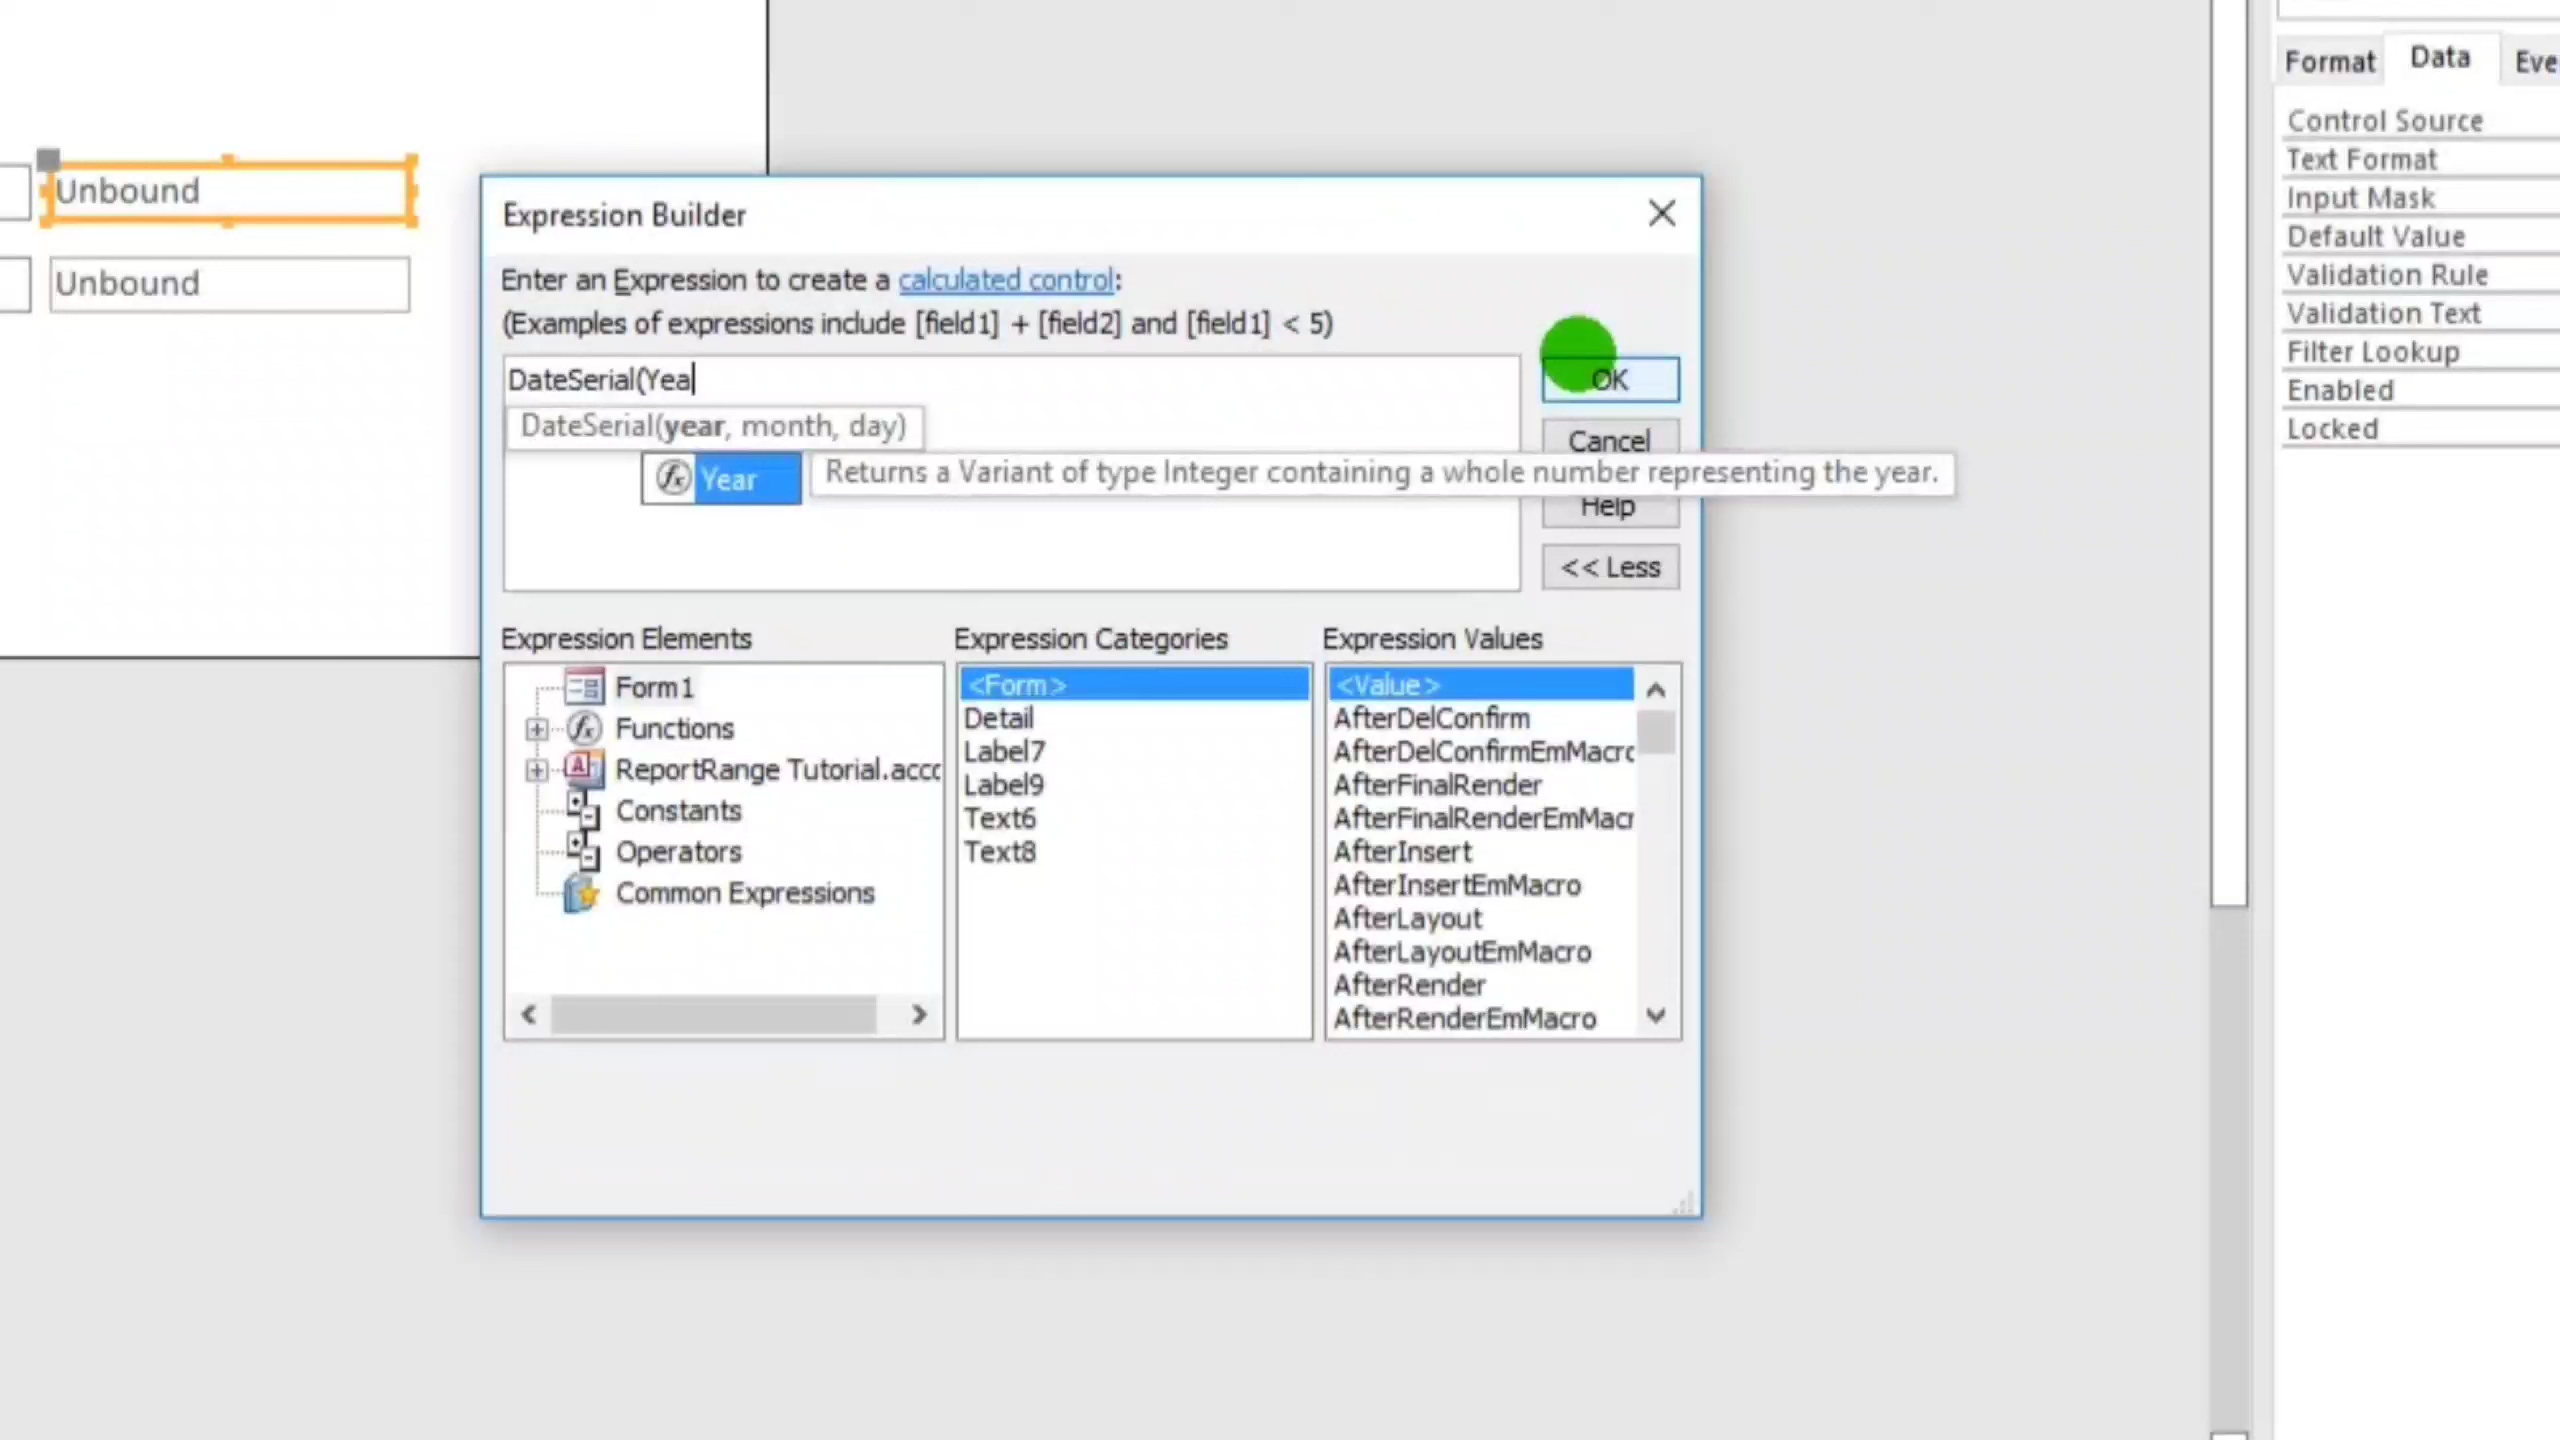 Unbound
Unbound
Expression Builder
Enter an Expression to create a calculated control:
(Examples of expressions include [field1] + [field2] and [field1] < 5)
DateSerial(Yea
DateSerial(year, month, day)
Year
Returns a Variant of type Integer containing a whole number representing the year.
OK
Cancel
Help
<< Less
Expression Elements
Form1
Functions
ReportRange Tutorial.accc
Constants
Operators
Common Expressions
Expression Categories
<Form>
Detail
Label7
Label9
Text6
Text8
Expression Values
<Value>
AfterDelConfirm
AfterDelConfirmEmMacro
AfterFinalRender
AfterFinalRenderEmMacr
AfterInsert
AfterInsertEmMacro
AfterLayout
AfterLayoutEmMacro
AfterRender
AfterRenderEmMacro
Format
Data
Eve
Control Source
Text Format
Input Mask
Default Value
Validation Rule
Validation Text
Filter Lookup
Enabled
Locked